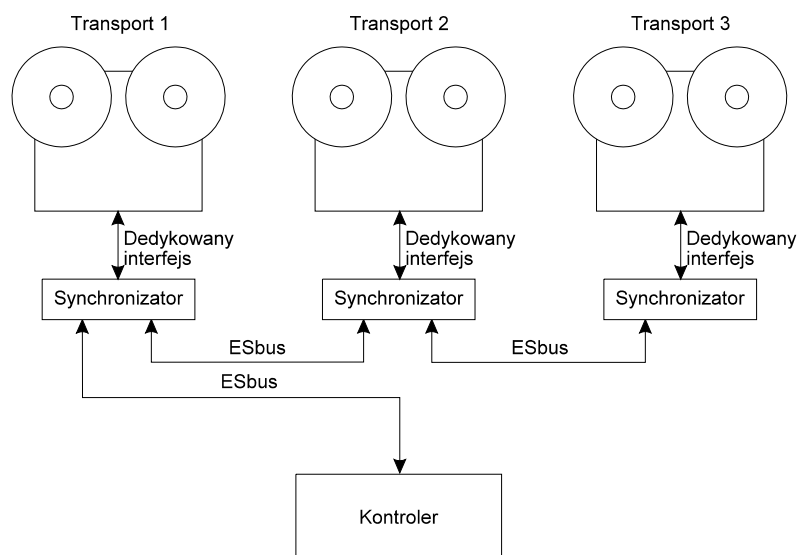 Transport 1
Transport 2
Transport 3
Dedykowany
interfejs
Dedykowany
interfejs
Dedykowany
interfejs
Synchronizator
Synchronizator
Synchronizator
ESbus
ESbus
ESbus
Kontroler